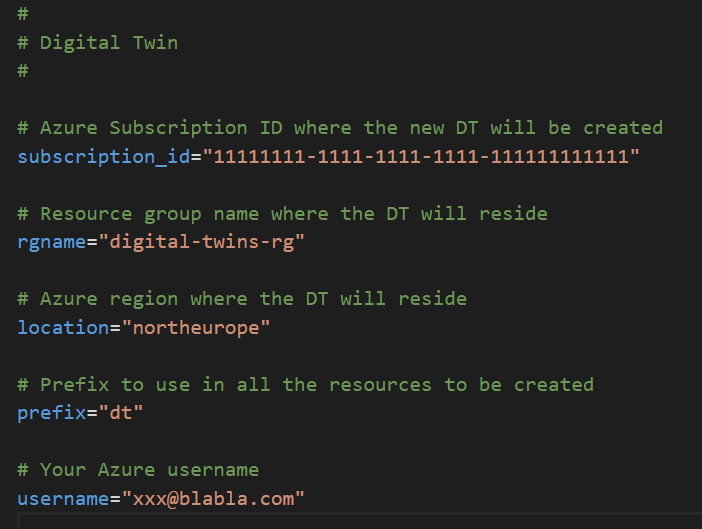 #
# Digital Twin
#
# Azure Subscription ID where the new DT will be created
subscription_id="11111111-1111-1111-1111-111111111111"
# Resource group name where the DT will reside
rgname="digital-twins-rg"
# Azure region where the DT will reside
location="northeurope"
# Prefix to use in all the resources to be created
prefix="dt"
# Your Azure username
username="xxx@blabla.com"